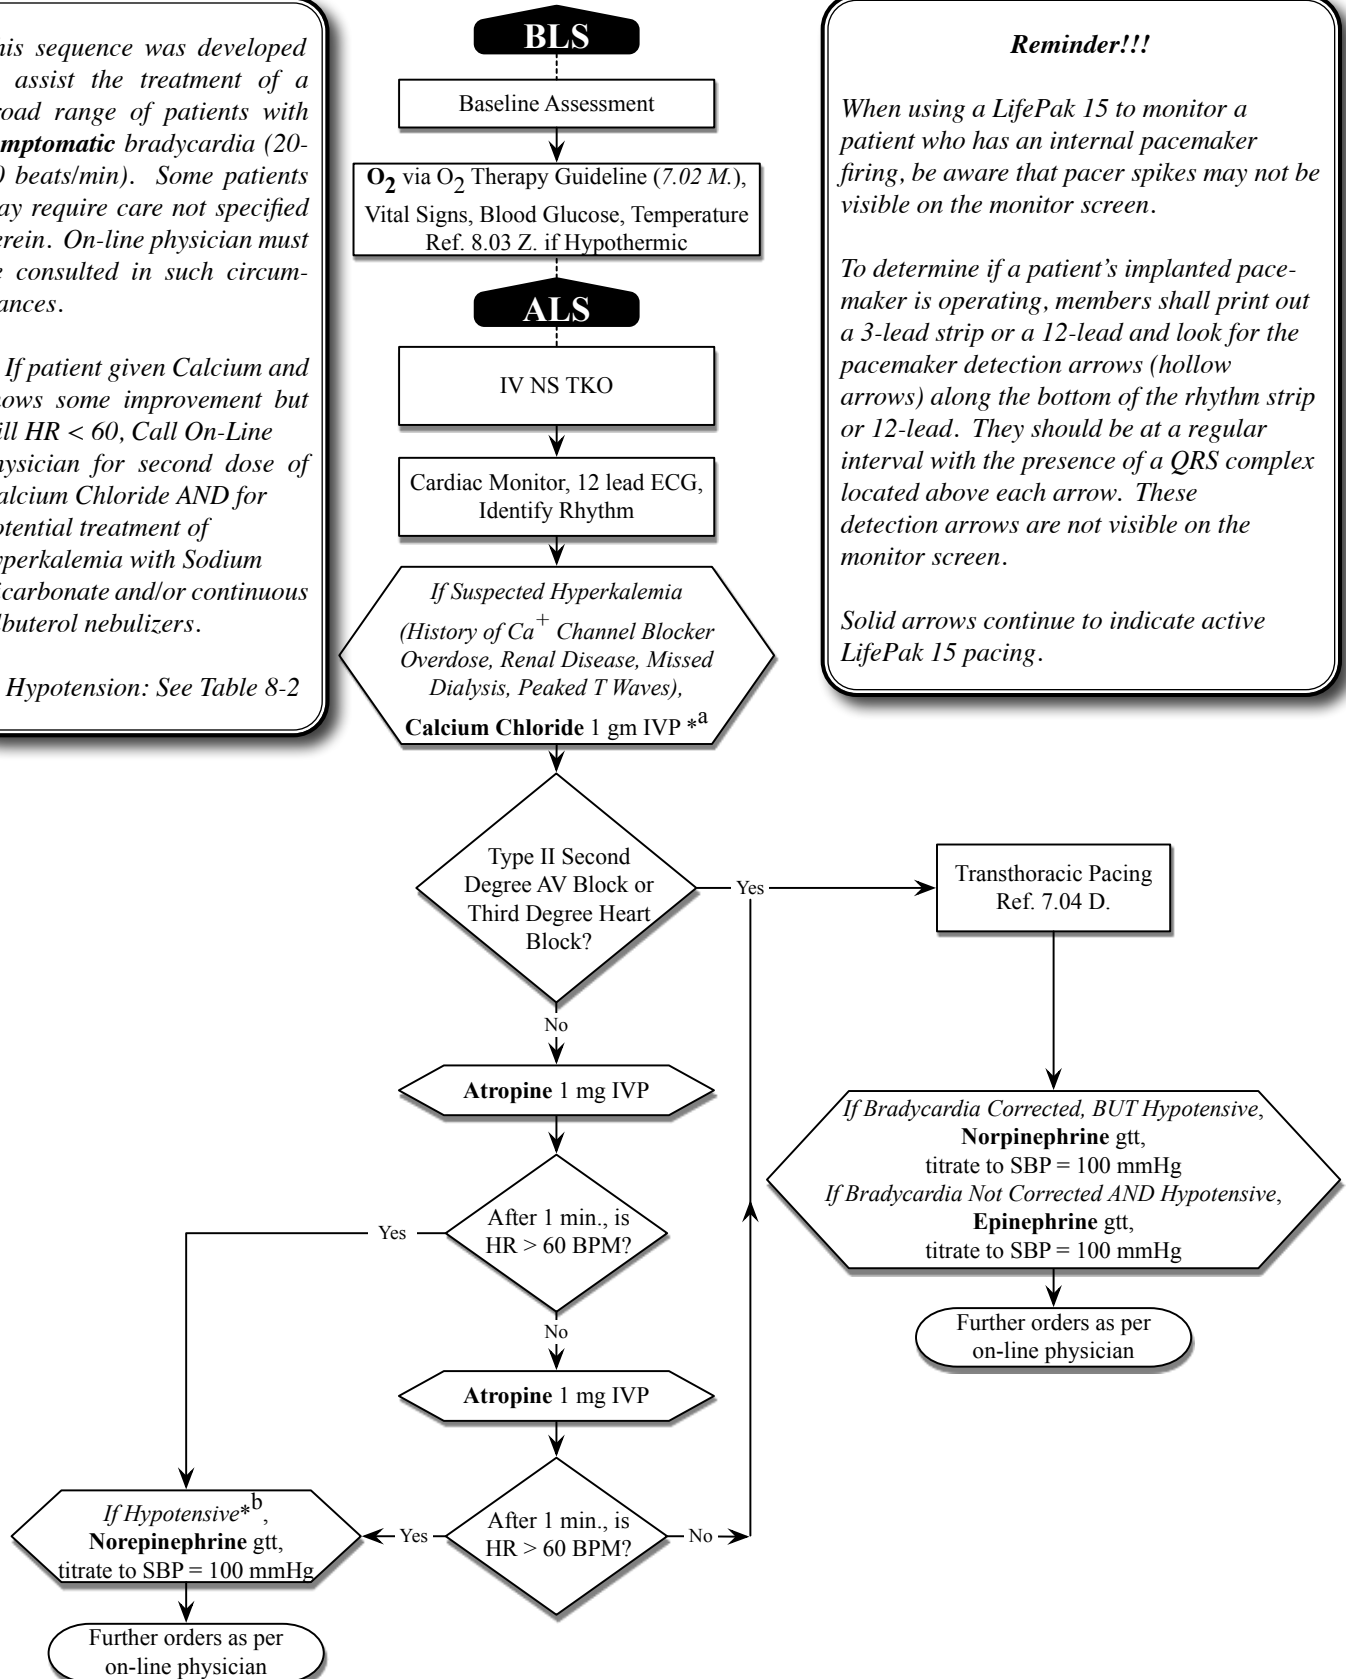 his sequence was developed
assist the treatment of a
road range of patients with
mptomatic bradycardia (20-
0 beats/min). Some patients
ay require care not specified
erein. On-line physician must
e consulted in such circum-
ances.
If patient given Calcium and
ows some improvement but
ill HR < 60, Call On-Line
hysician for second dose of
alcium Chloride AND for
otential treatment of
yperkalemia with Sodium
icarbonate and/or continuous
lbuterol nebulizers.
Hypotension: See Table 8-2
BLS
Baseline Assessment
O2 via O2 Therapy Guideline (7.02 M.),
Vital Signs, Blood Glucose, Temperature
Ref. 8.03 Z. if Hypothermic
ALS
IV NS TKO
Cardiac Monitor, 12 lead ECG,
Identify Rhythm
If Suspected Hyperkalemia
(History of Ca+ Channel Blocker
Overdose, Renal Disease, Missed
Dialysis, Peaked T Waves),
Calcium Chloride 1 gm IVP *a
Reminder!!!
When using a LifePak 15 to monitor a
patient who has an internal pacemaker
firing, be aware that pacer spikes may not be
visible on the monitor screen.
To determine if a patient's implanted pace-
maker is operating, members shall print out
a 3-lead strip or a 12-lead and look for the
pacemaker detection arrows (hollow
arrows) along the bottom of the rhythm strip
or 12-lead. They should be at a regular
interval with the presence of a QRS complex
located above each arrow. These
detection arrows are not visible on the
monitor screen.
Solid arrows continue to indicate active
LifePak 15 pacing.
Type II Second
Degree AV Block or
Third Degree Heart
Block?
Yes
Transthoracic Pacing
Ref. 7.04 D.
No
Atropine 1 mg IVP
If Bradycardia Corrected, BUT Hypotensive,
Norpinephrine gtt,
titrate to SBP = 100 mmHg
If Bradycardia Not Corrected AND Hypotensive,
Epinephrine gtt,
titrate to SBP = 100 mmHg
After 1 min., is
HR > 60 BPM?
Yes
No
Further orders as per
on-line physician
Atropine 1 mg IVP
After 1 min., is
HR > 60 BPM?
Yes
No
If Hypotensive*b,
Norepinephrine gtt,
titrate to SBP = 100 mmHg
Further orders as per
on-line physician